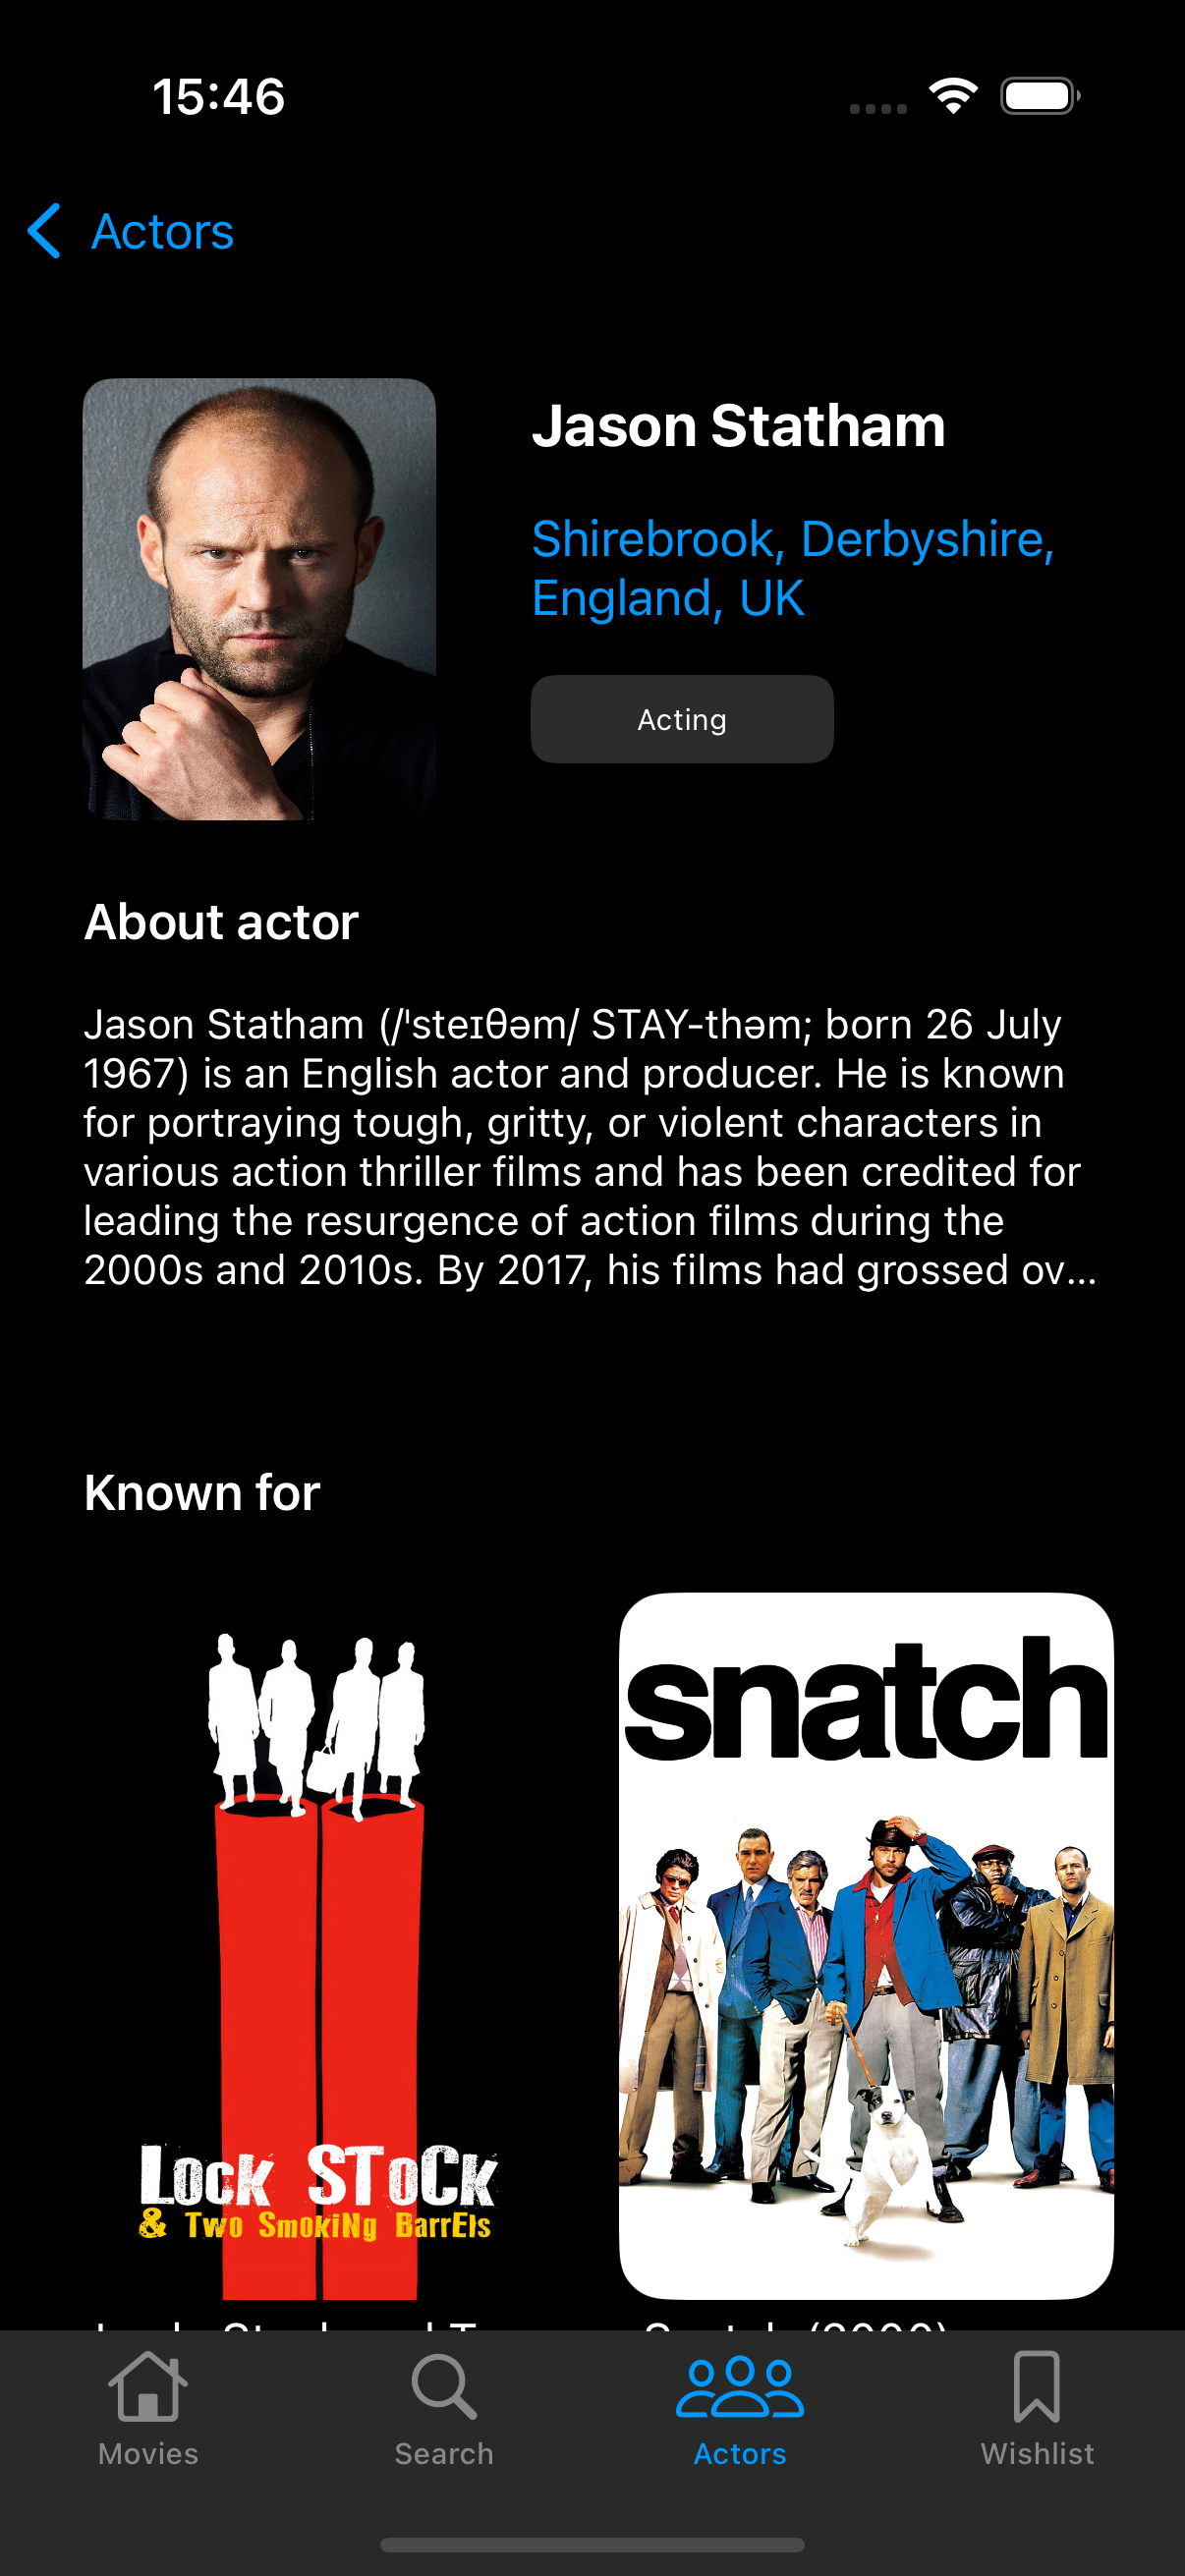 15:46
Actors
Jason Statham
Shirebrook, Derbyshire,
England, UK
Acting
About actor
Jason Statham (/ˈsteɪθəm/ STAY-thəm; born 26 July
1967) is an English actor and producer. He is known
for portraying tough, gritty, or violent characters in
various action thriller films and has been credited for
leading the resurgence of action films during the
2000s and 2010s. By 2017, his films had grossed ov...
Known for
Lock STocK
& Two SmokiNg BarrEls
snatch
Snatch (2000)
Movies
Search
Actors
Wishlist